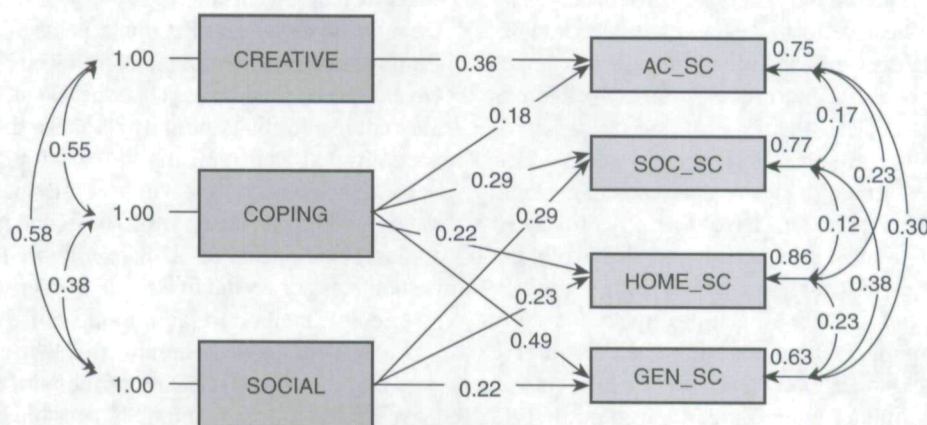 1.00 CREATIVE 0.36 AC_SC 0.75
0.18 0.17
0.55 0.29 SOC_SC 0.77 0.23
1.00 COPING 0.29
0.58 0.22 0.12 0.30
0.38 0.23 HOME_SC 0.86 0.38
0.49 0.23
1.00 SOCIAL 0.22 GEN_SC 0.63